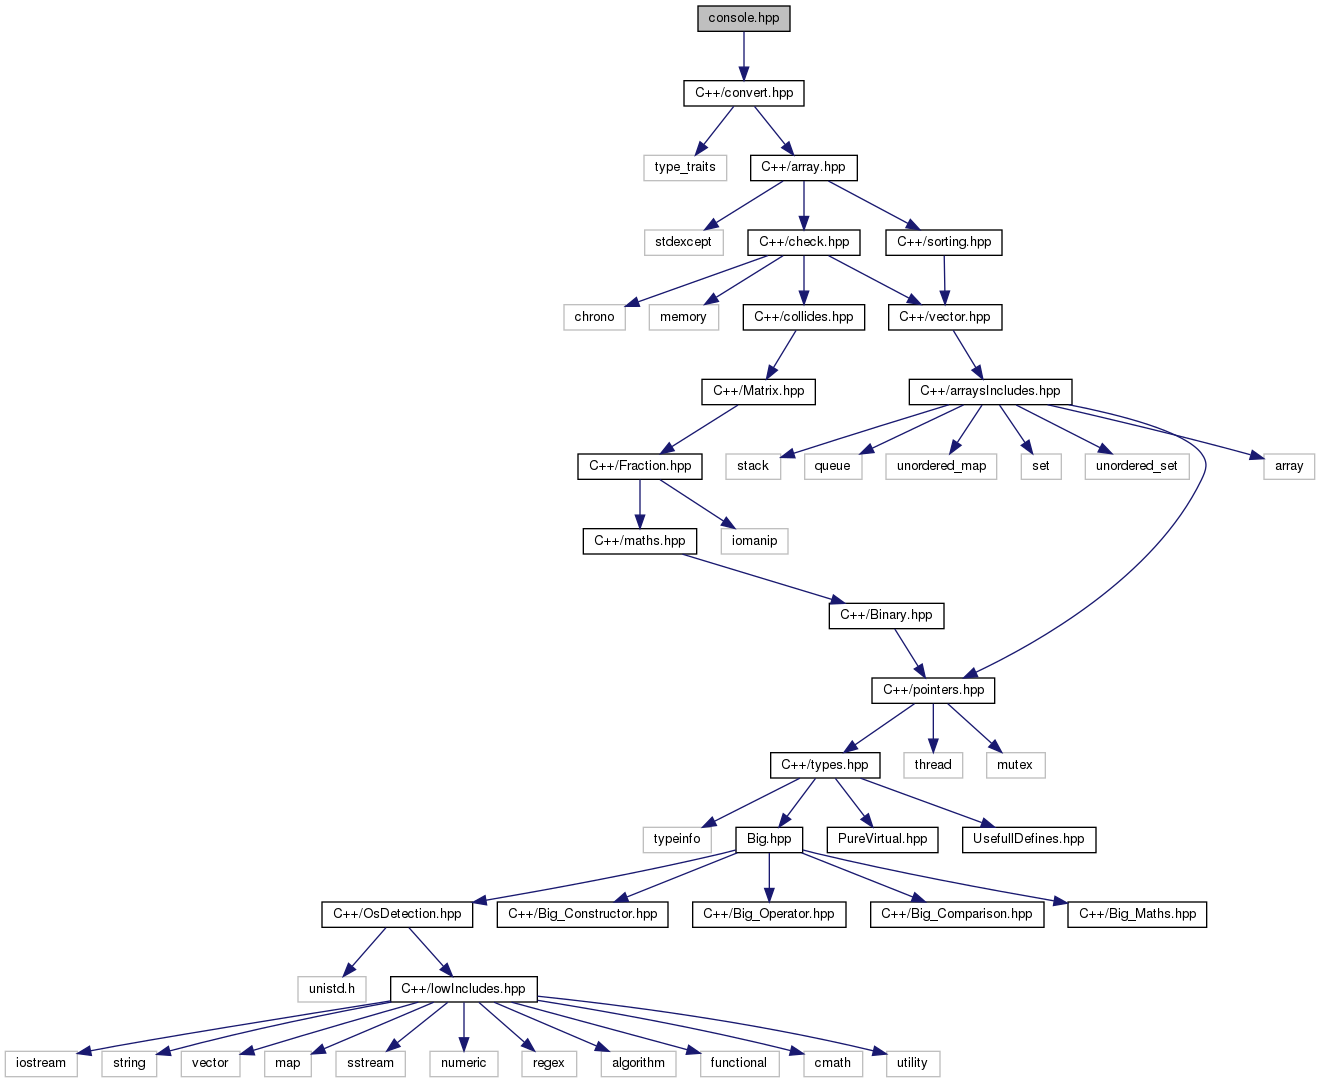 console.hpp
C++/convert.hpp
type_traits
C++/array.hpp
stdexcept
C++/check.hpp
C++/sorting.hpp
chrono
memory
C++/collides.hpp
C++/vector.hpp
C++/Matrix.hpp
C++/arraysIncludes.hpp
C++/Fraction.hpp
stack
queue
unordered_map
set
unordered_set
array
C++/maths.hpp
iomanip
C++/Binary.hpp
C++/pointers.hpp
C++/types.hpp
thread
mutex
typeinfo
Big.hpp
PureVirtual.hpp
UsefullDefines.hpp
C++/OsDetection.hpp
C++/Big_Constructor.hpp
C++/Big_Operator.hpp
C++/Big_Comparison.hpp
C++/Big_Maths.hpp
unistd.h
C++/lowIncludes.hpp
iostream
string
vector
map
sstream
numeric
regex
algorithm
functional
cmath
utility